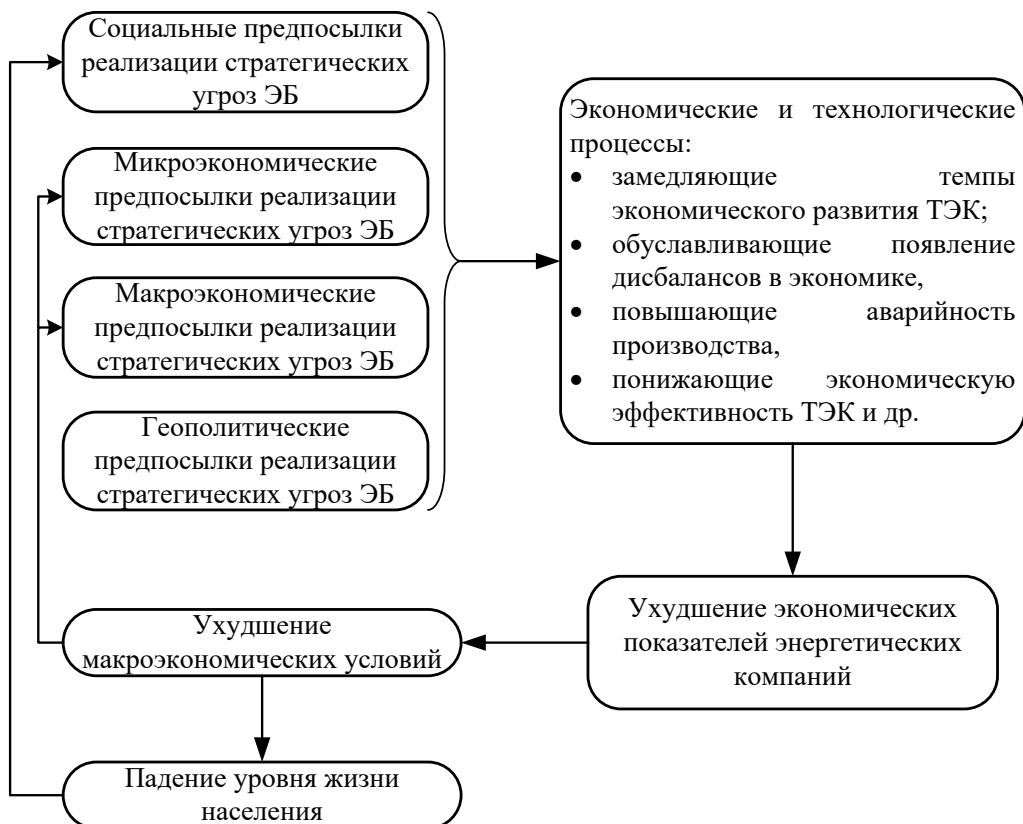 Социальные предпосылки
реализации стратегических
угроз ЭБ
Микроэкономические
предпосылки реализации
стратегических угроз ЭБ
Макроэкономические
предпосылки реализации
стратегических угроз ЭБ
Геополитические
предпосылки реализации
стратегических угроз ЭБ
Экономические и технологические
процессы:
• замедляющие темпы
экономического развития ТЭК;
• обуславливающие появление
дисбалансов в экономике,
• повышающие аварийность
производства,
• понижающие экономическую
эффективность ТЭК и др.
Ухудшение экономических
показателей энергетических
компаний
Ухудшение
макроэкономических условий
Падение уровня жизни
населения